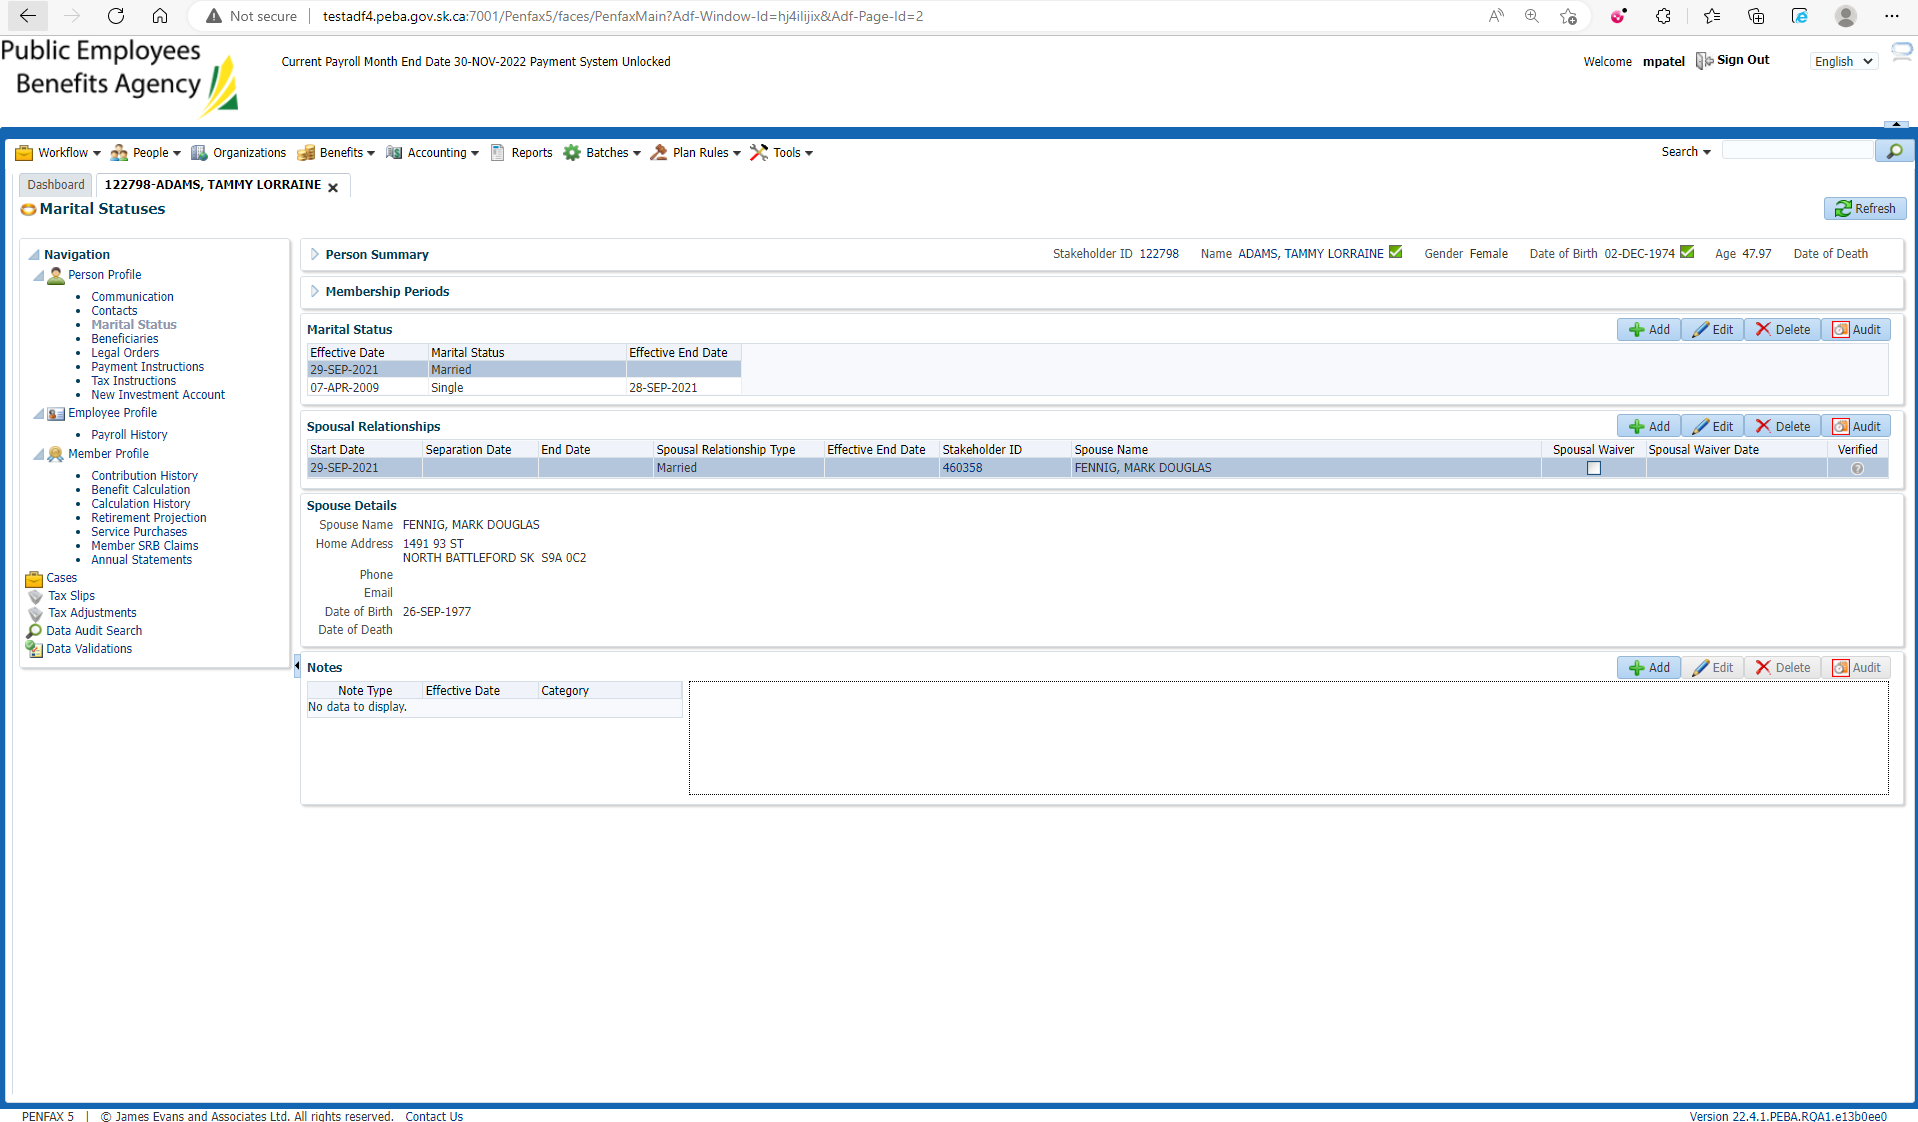 Not secure | testadf4.peba.gov.sk.ca:7001/Penfax5/faces/PenfaxMain?Adf-Window-Id=hj4ilijix&Adf-Page-Id=2
Public Employees
Benefits Agency
Current Payroll Month End Date 30-NOV-2022 Payment System Unlocked
Welcome mpatel Sign Out English
Workflow People Organizations Benefits Accounting Reports Batches Plan Rules Tools Search
Dashboard 122798-ADAMS, TAMMY LORRAINE
Marital Statuses Refresh
Navigation
Person Profile
Communication
Contacts
Marital Status
Beneficiaries
Legal Orders
Payment Instructions
Tax Instructions
New Investment Account
Employee Profile
Payroll History
Member Profile
Contribution History
Benefit Calculation
Calculation History
Retirement Projection
Service Purchases
Member SRB Claims
Annual Statements
Cases
Tax Slips
Tax Adjustments
Data Audit Search
Data Validations
Person Summary Stakeholder ID 122798 Name ADAMS, TAMMY LORRAINE Gender Female Date of Birth 02-DEC-1974 Age 47.97 Date of Death
Membership Periods
Marital Status Add Edit Delete Audit
Effective Date Marital Status Effective End Date
29-SEP-2021 Married
07-APR-2009 Single 28-SEP-2021
Spousal Relationships Add Edit Delete Audit
Start Date Separation Date End Date Spousal Relationship Type Effective End Date Stakeholder ID Spouse Name Spousal Waiver Spousal Waiver Date Verified
29-SEP-2021 Married 460358 FENNIG, MARK DOUGLAS
Spouse Details
Spouse Name FENNIG, MARK DOUGLAS
Home Address 1491 93 ST
NORTH BATTLEFORD SK S9A 0C2
Phone
Email
Date of Birth 26-SEP-1977
Date of Death
Notes Add Edit Delete Audit
Note Type Effective Date Category
No data to display.
PENFAX 5 | © James Evans and Associates Ltd. All rights reserved. Contact Us Version 22.4.1.PEBA.RQA1.e13b0ee0